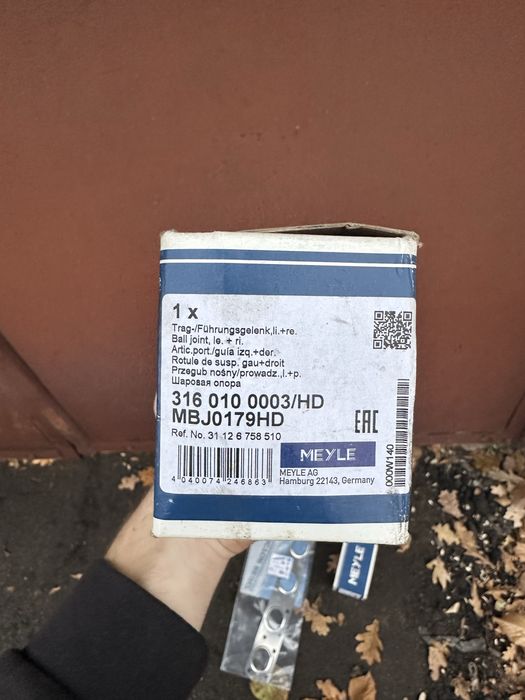 1 x
Trag-/Führungsgelenk,li.+re.
Ball joint, le. + ri.
Artic.port./guía izq.+der.
Rotule de susp. gau+droit
Przegub nośny/prowadz.,l.+p.
Шаровая опора
316 010 0003/HD
MBJ0179HD
EAC
Ref. No. 31 12 6 758 510
MEYLE
4 040074 246863
MEYLE AG
Hamburg 22143, Germany
000W140
MEYLE